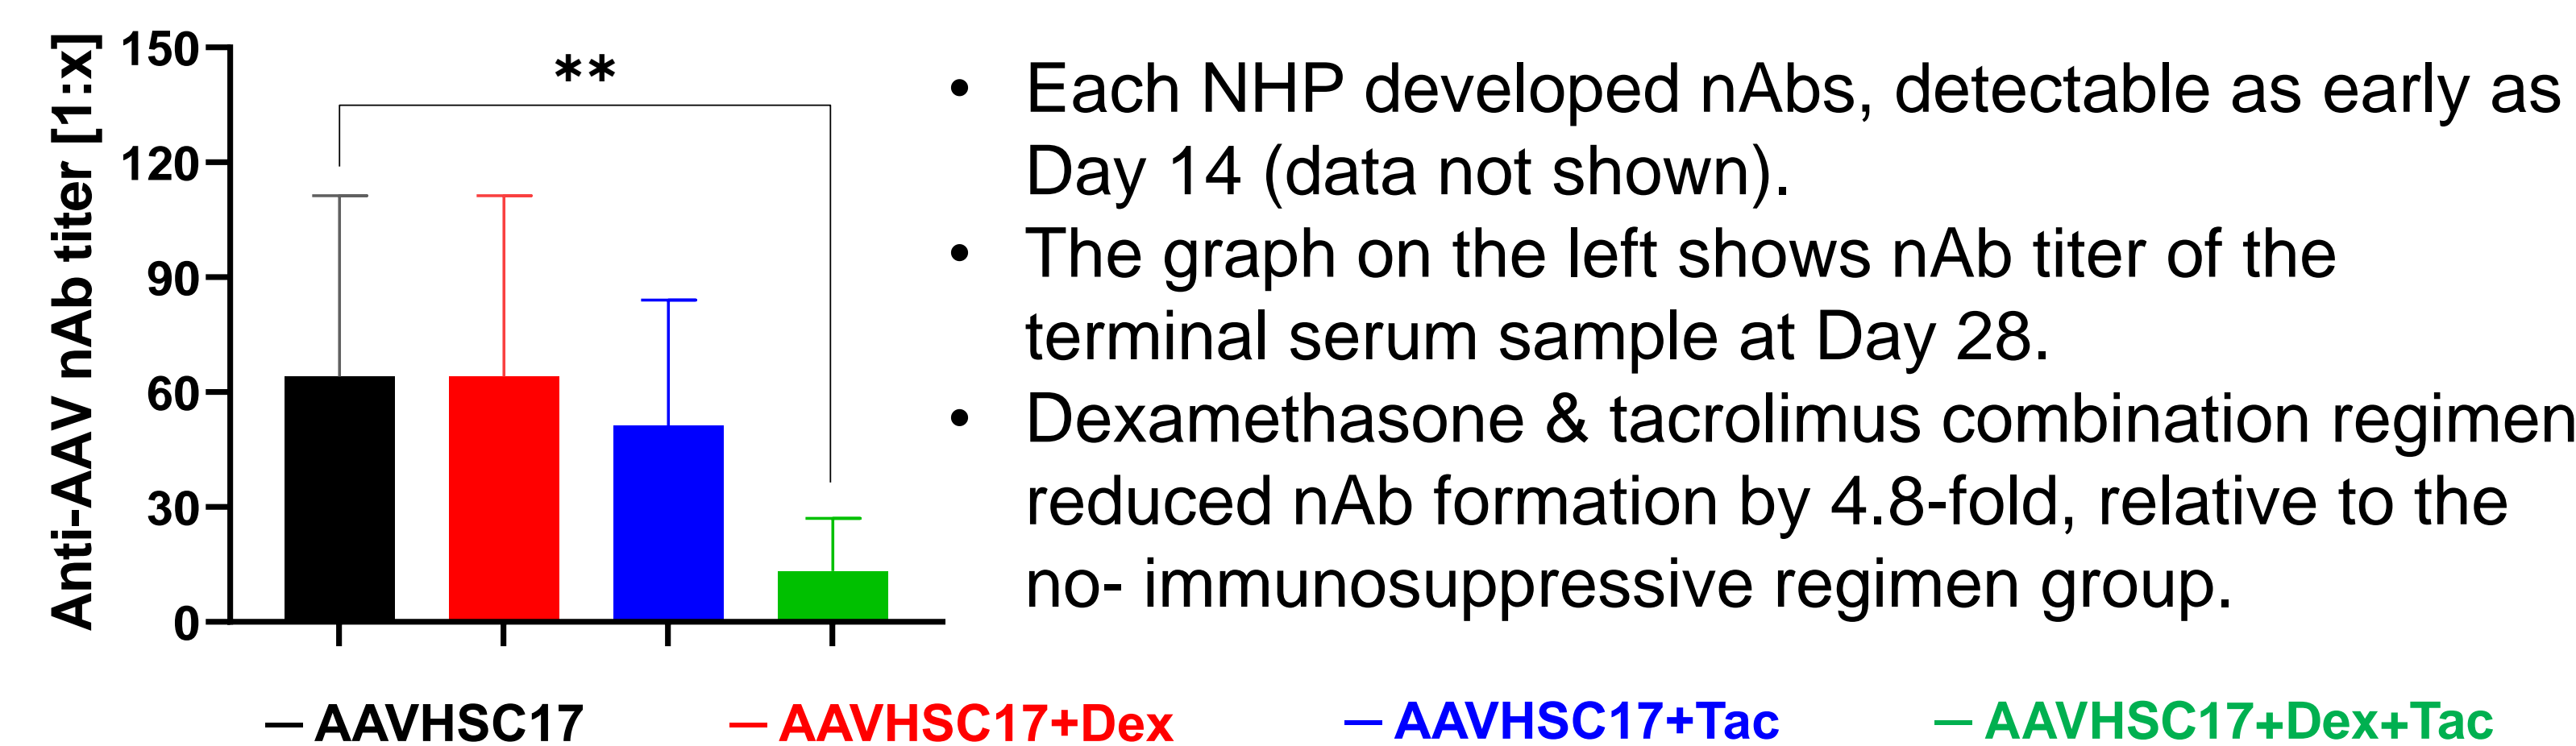 Anti-AAV nAb titer [1:x]
150
120
90
60
30
0
**
• Each NHP developed nAbs, detectable as early as
Day 14 (data not shown).
• The graph on the left shows nAb titer of the
terminal serum sample at Day 28.
• Dexamethasone & tacrolimus combination regimen
reduced nAb formation by 4.8-fold, relative to the
no- immunosuppressive regimen group.
AAVHSC17
AAVHSC17+Dex
AAVHSC17+Tac
AAVHSC17+Dex+Tac